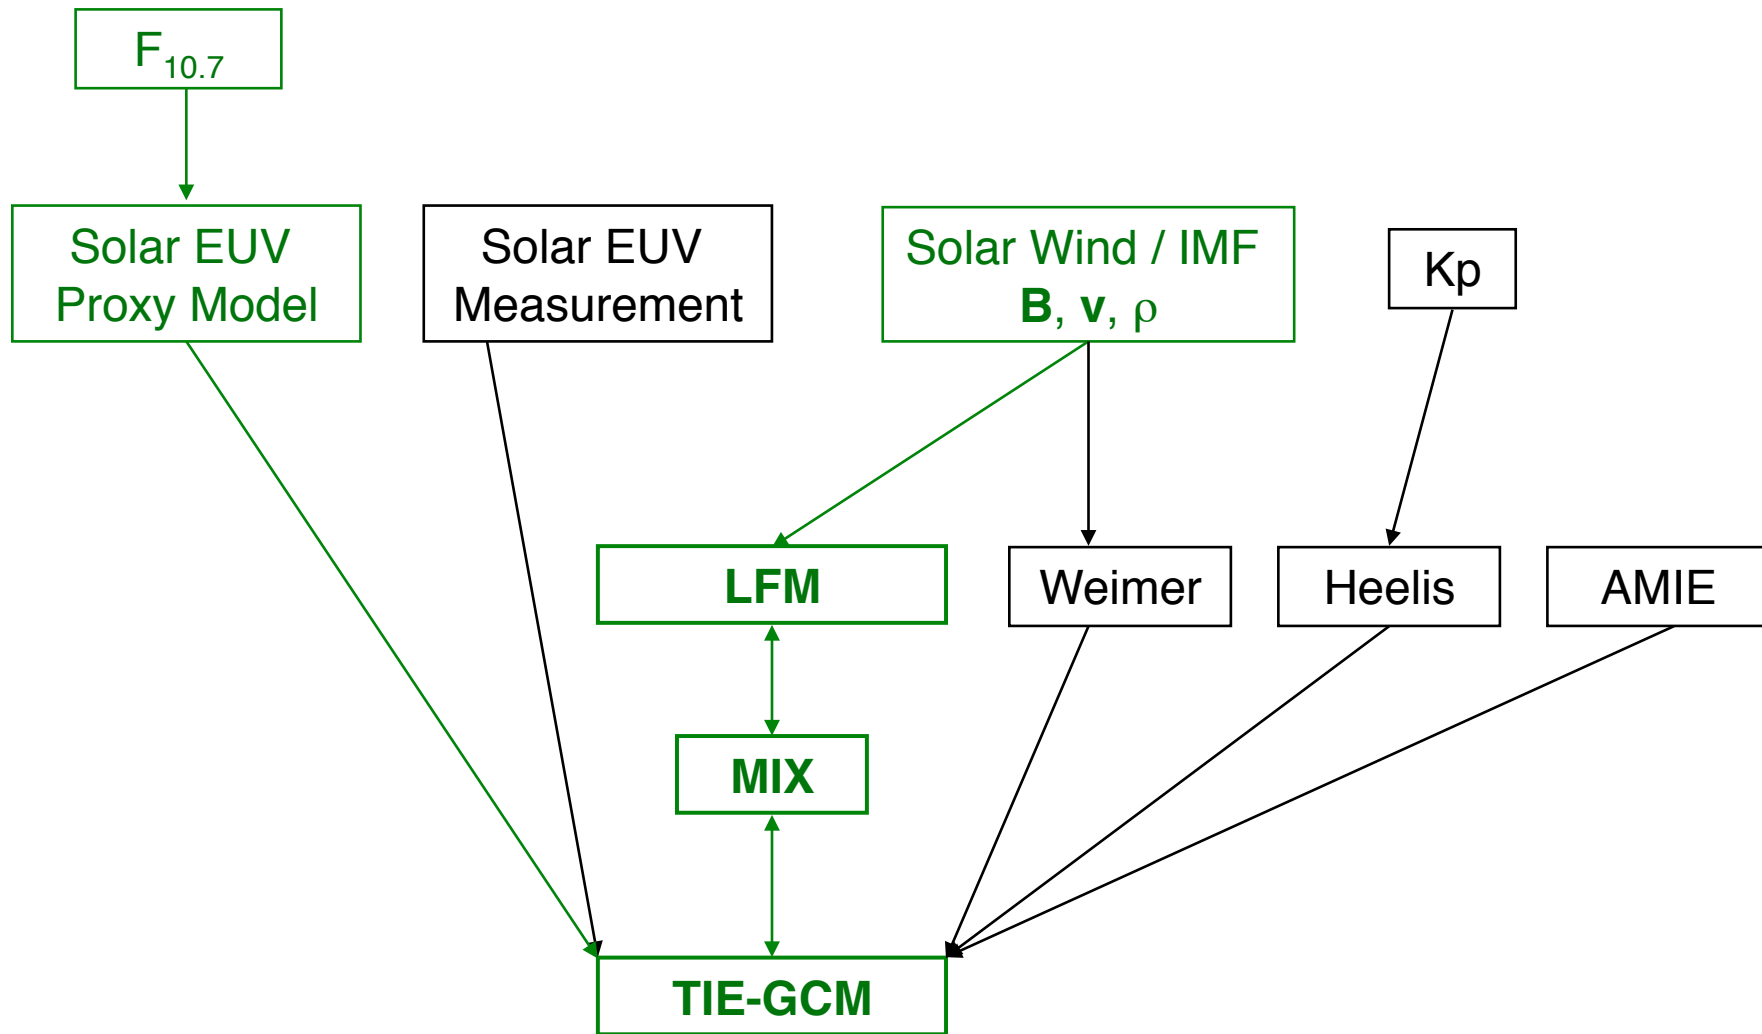 F10.7
Solar EUV
Proxy Model
Solar EUV
Measurement
Solar Wind / IMF
B, v, ρ
Kp
LFM
Weimer
Heelis
AMIE
MIX
TIE-GCM